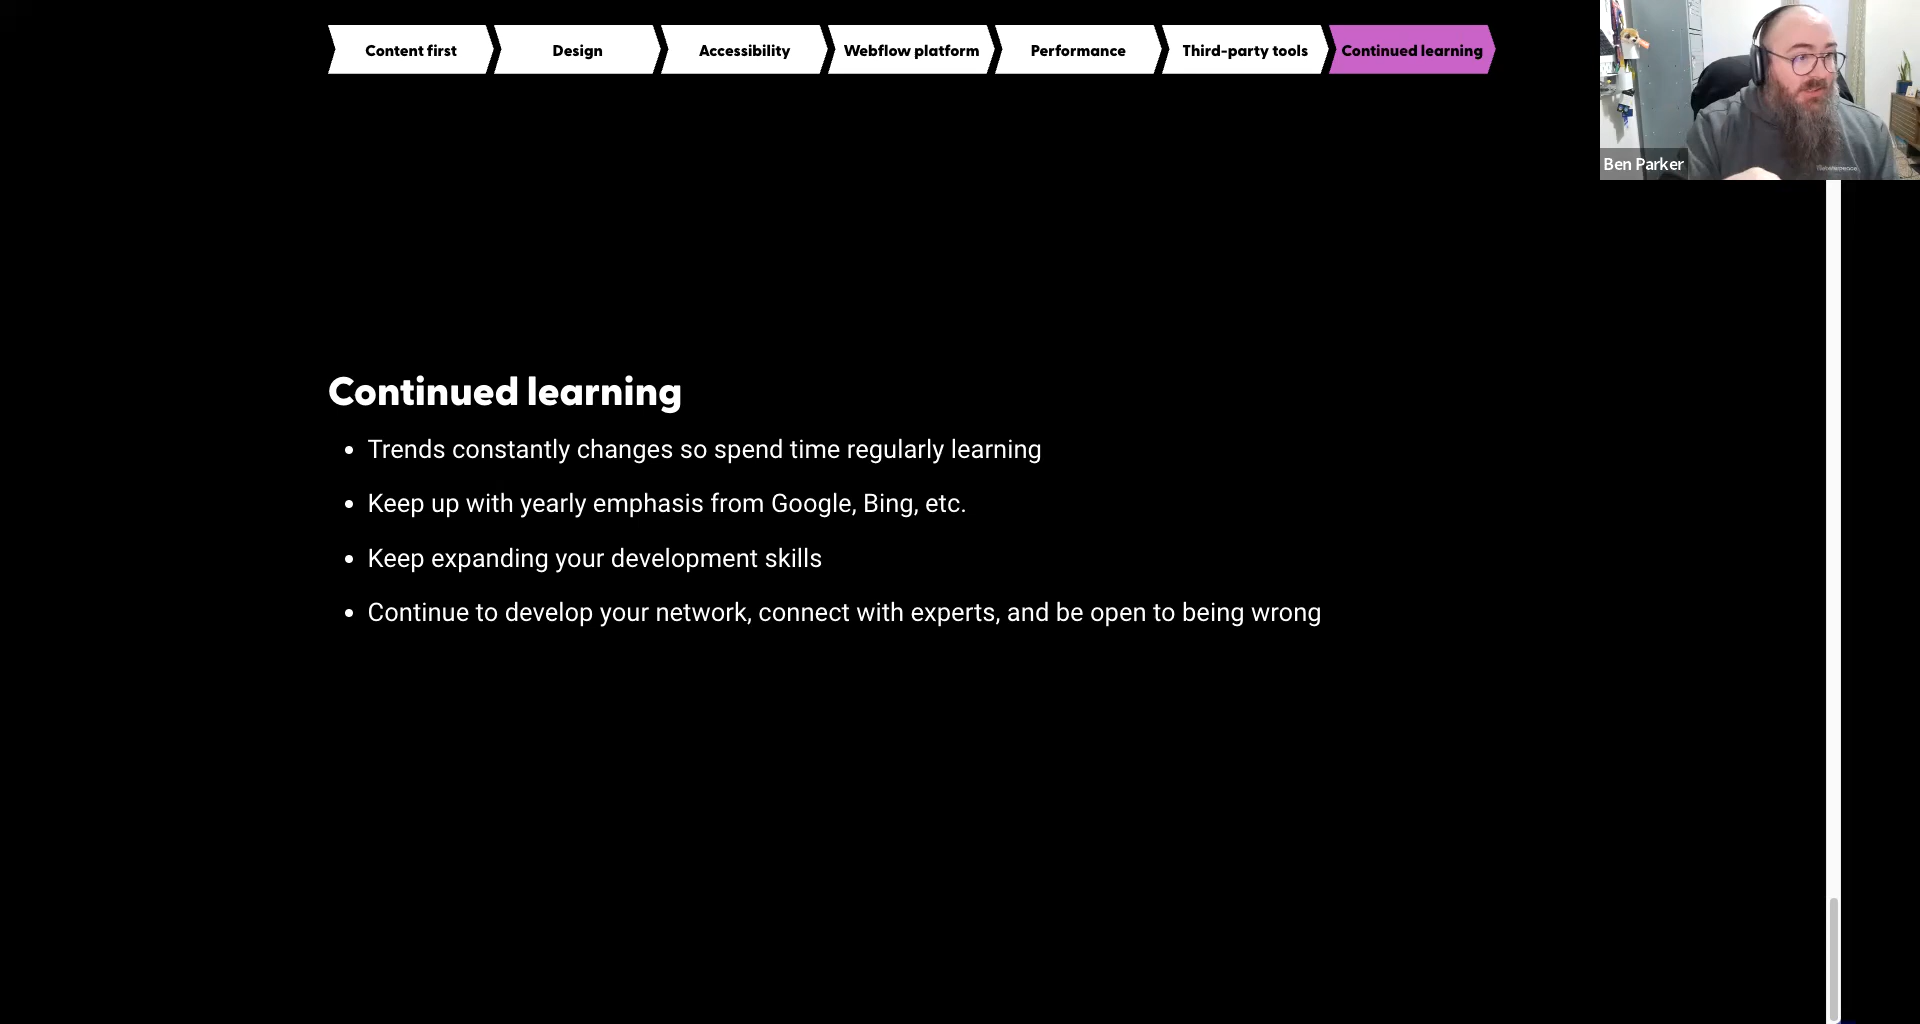 Content first
Design
Accessibility
Webflow platform
Performance
Third-party tools
Continued learning
Ben Parker
Continued learning
• Trends constantly changes so spend time regularly learning
• Keep up with yearly emphasis from Google, Bing, etc.
• Keep expanding your development skills
• Continue to develop your network, connect with experts, and be open to being wrong